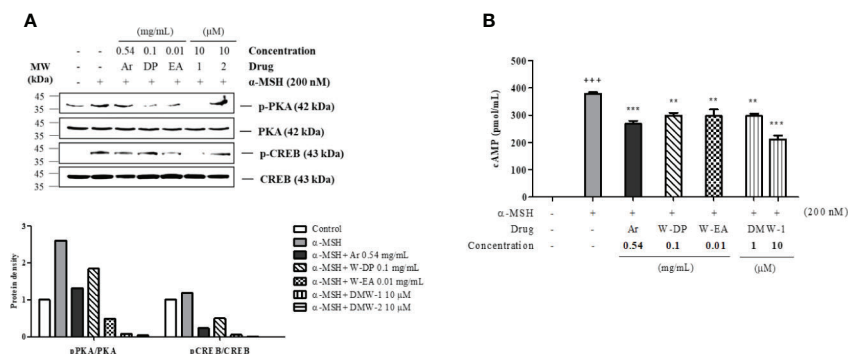 A
(mg/mL) (μM)
- - 0.54 0.1 0.01 10 10 Concentration
MW - - Ar DP EA 1 2 Drug
(kDa) - + + + + + + α-MSH (200 nM)
45
35
p-PKA (42 kDa)
45
35
PKA (42 kDa)
45
35
p-CREB (43 kDa)
45
35
CREB (43 kDa)
Protein density
3
2
1
0
pPKA/PKA pCREB/CREB
Control
α-MSH
α-MSH+ Ar 0.54 mg/mL
α-MSH+ W-DP 0.1 mg/mL
α-MSH+ W-EA 0.01 mg/mL
α-MSH+ DMW-1 10 μM
α-MSH+ DMW-2 10 μM
B
cAMP (pmol/mL)
500
400
300
200
100
0
+++
***
**
**
**
***
α-MSH - + + + + + + (200 nM)
Drug - - Ar W-DP W-EA DMW-1
Concentration - - 0.54 0.1 0.01 1 10
(mg/mL) (μM)